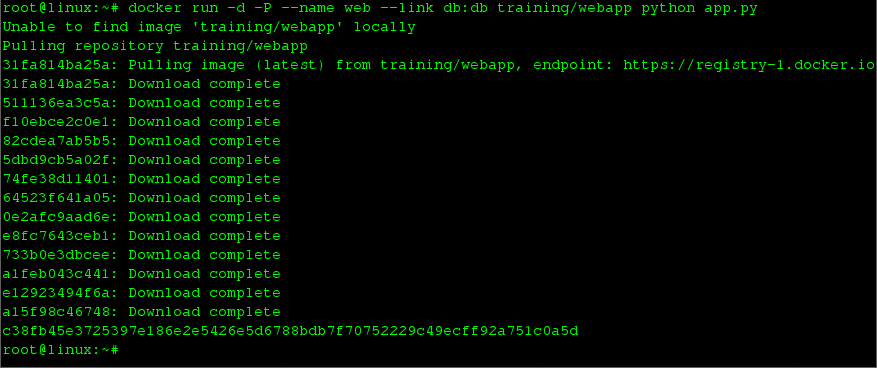 root@linux:~# docker run -d -P --name web --link db:db training/webapp python app.py
Unable to find image 'training/webapp' locally
Pulling repository training/webapp
31fa814ba25a: Pulling image (latest) from training/webapp, endpoint: https://registry-1.docker.io
31fa814ba25a: Download complete
511136ea3c5a: Download complete
f10ebce2c0e1: Download complete
82cdea7ab5b5: Download complete
5dbd9cb5a02f: Download complete
74fe38d11401: Download complete
64523f641a05: Download complete
0e2afc9aad6e: Download complete
e8fc7643ceb1: Download complete
733b0e3dbcee: Download complete
a1feb043c441: Download complete
e12923494f6a: Download complete
a15f98c46748: Download complete
c38fb45e3725397e186e2e5426e5d6788bdb7f70752229c49ecff92a751c0a5d
root@linux:~#